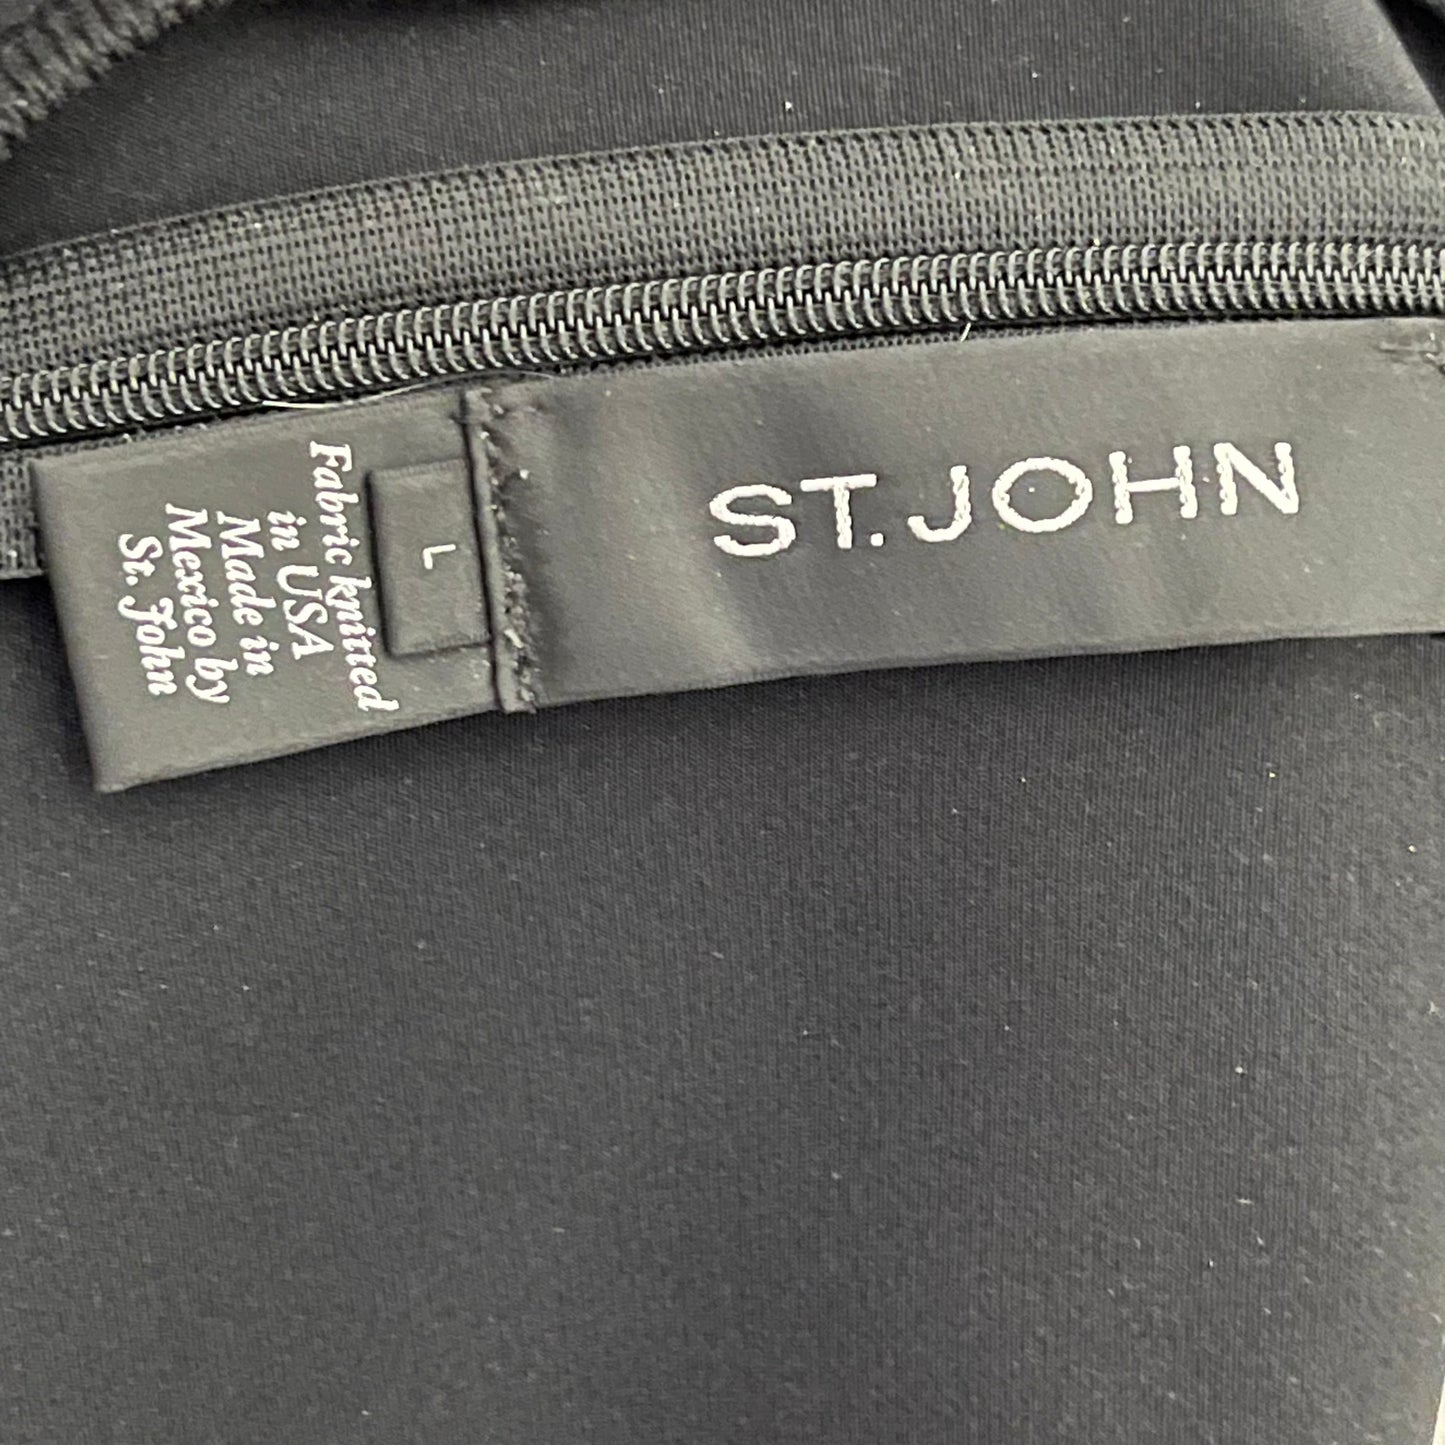 ST. JOHN
L
Fabric knitted
in USA
Made in
Mexico by
St. John